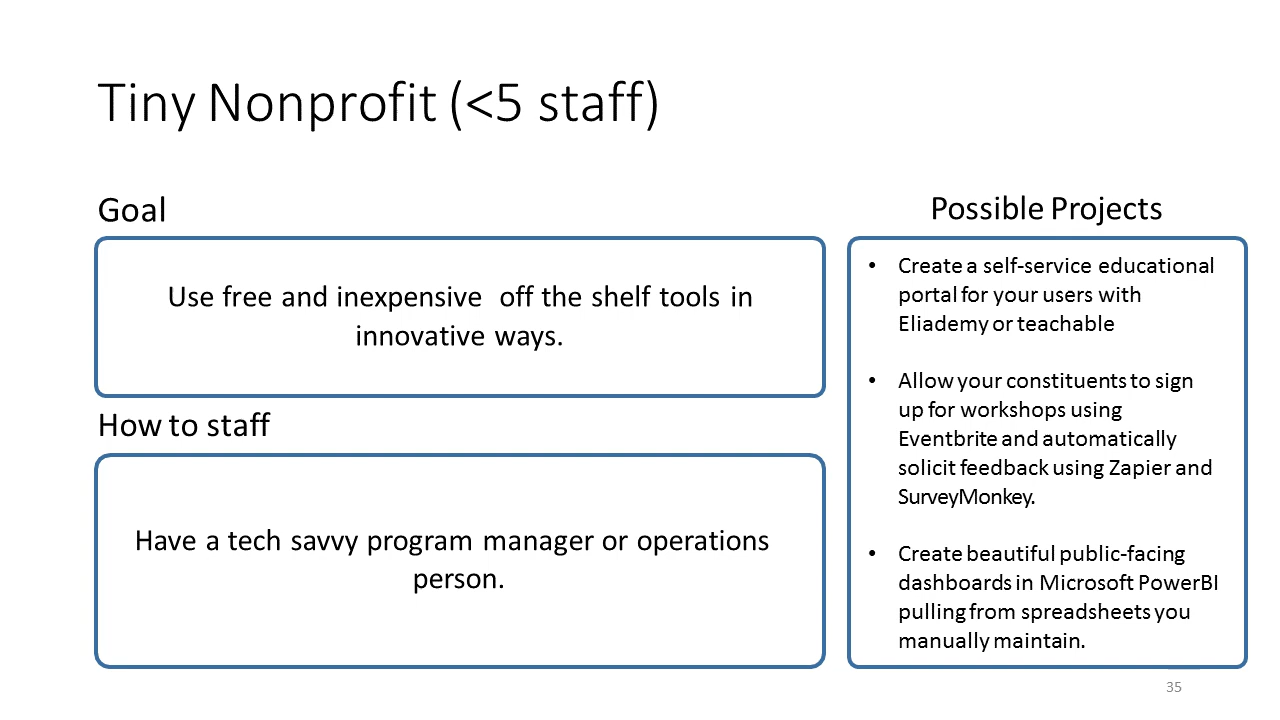 Tiny Nonprofit (<5 staff)
Goal
Use free and inexpensive  off the shelf tools in
innovative ways.
How to staff
Have a tech savvy program manager or operations
person.
Possible Projects
• Create a self-service educational
portal for your users with
Eliademy or teachable
• Allow your constituents to sign
up for workshops using
Eventbrite and automatically
solicit feedback using Zapier and
SurveyMonkey.
• Create beautiful public-facing
dashboards in Microsoft PowerBI
pulling from spreadsheets you
manually maintain.
35